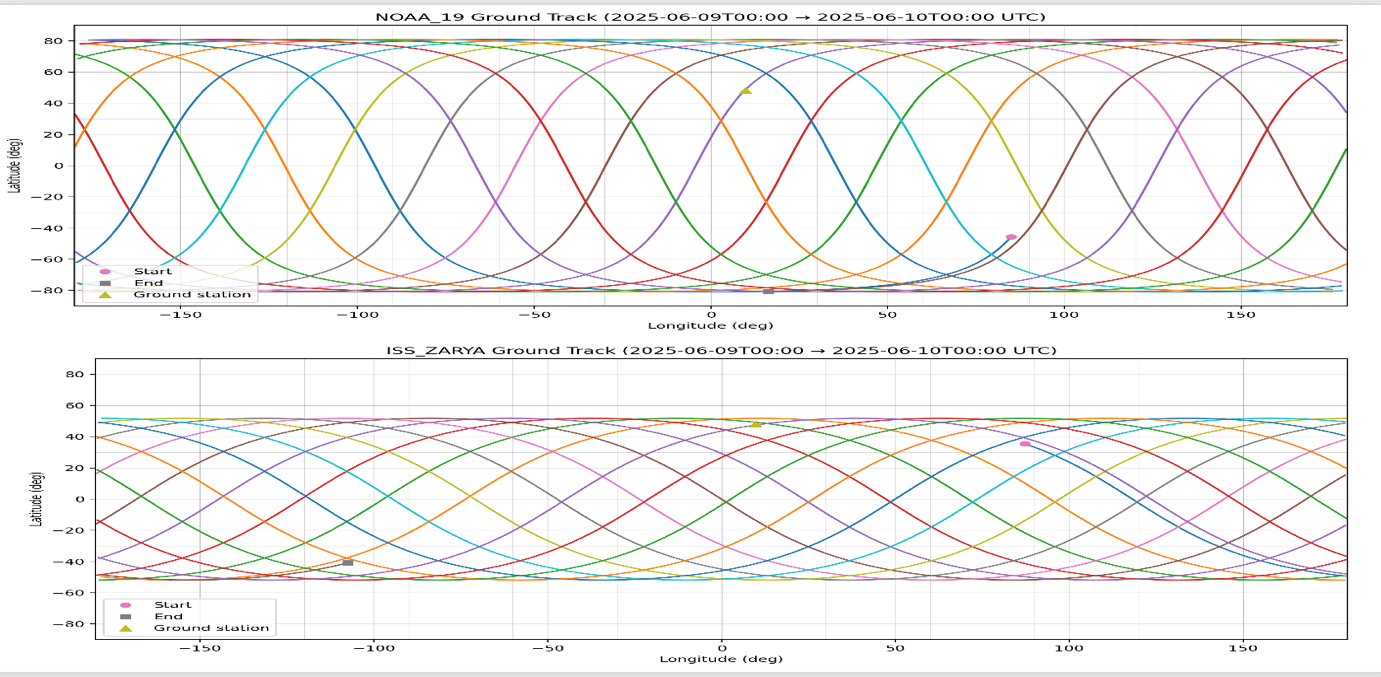 NOAA_19 Ground Track (2025-06-09T00:00 → 2025-06-10T00:00 UTC)
80
60
40
20
0
−20
−40
−60
−80
Latitude (deg)
Start
End
Ground station
−150
−100
−50
0
50
100
150
Longitude (deg)
ISS_ZARYA Ground Track (2025-06-09T00:00 → 2025-06-10T00:00 UTC)
80
60
40
20
0
−20
−40
−60
−80
Latitude (deg)
Start
End
Ground station
−150
−100
−50
0
50
100
150
Longitude (deg)